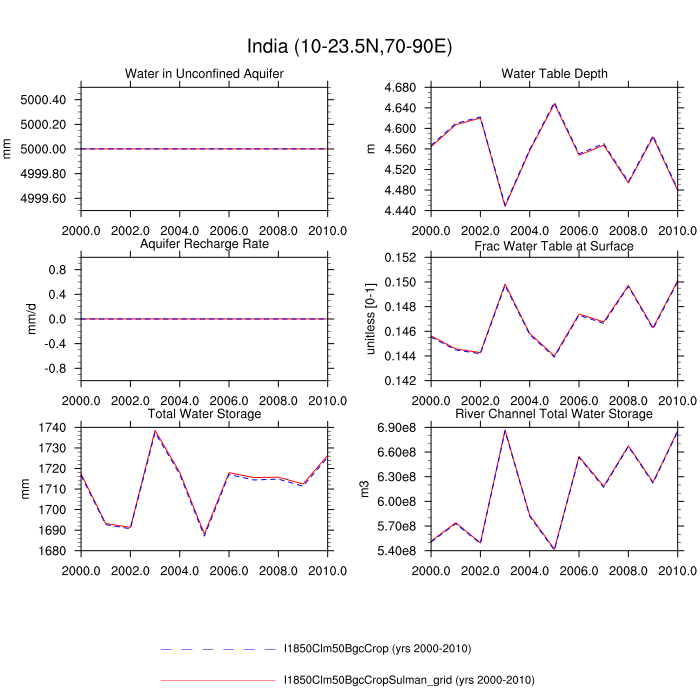 India (10-23.5N,70-90E)
Water in Unconfined Aquifer
mm
5000.40
5000.20
5000.00
4999.80
4999.60
2000.0 2002.0 2004.0 2006.0 2008.0 2010.0
Water Table Depth
m
4.680
4.640
4.600
4.560
4.520
4.480
4.440
2000.0 2002.0 2004.0 2006.0 2008.0 2010.0
Aquifer Recharge Rate
mm/d
0.8
0.4
0.0
-0.4
-0.8
2000.0 2002.0 2004.0 2006.0 2008.0 2010.0
Frac Water Table at Surface
unitless [0-1]
0.152
0.150
0.148
0.146
0.144
0.142
2000.0 2002.0 2004.0 2006.0 2008.0 2010.0
Total Water Storage
mm
1740
1730
1720
1710
1700
1690
1680
2000.0 2002.0 2004.0 2006.0 2008.0 2010.0
River Channel Total Water Storage
m3
6.90e8
6.60e8
6.30e8
6.00e8
5.70e8
5.40e8
2000.0 2002.0 2004.0 2006.0 2008.0 2010.0
I1850Clm50BgcCrop (yrs 2000-2010)
I1850Clm50BgcCropSulman_grid (yrs 2000-2010)